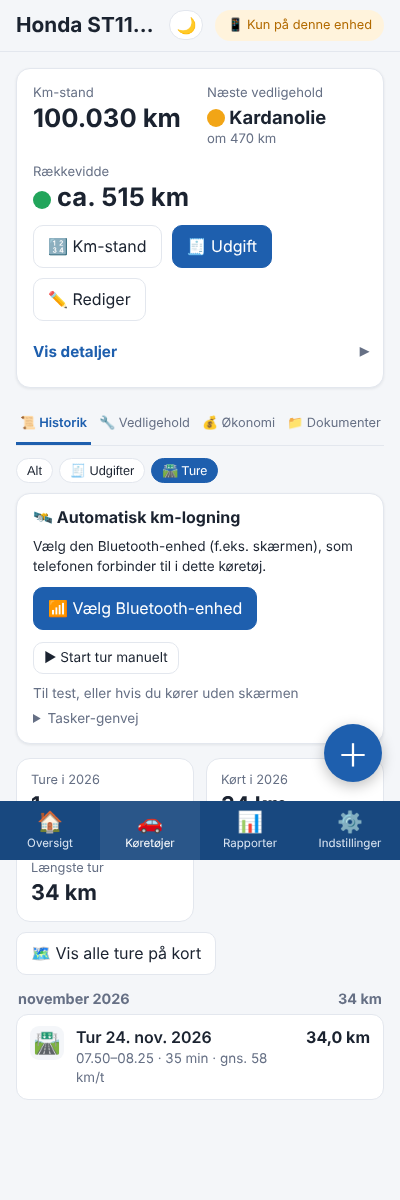 Honda ST11...
📱 Kun på denne enhed
Km-stand
100.030 km
Næste vedligehold
Kardanolie
om 470 km
Rækkevidde
ca. 515 km
🔢 Km-stand
🧾 Udgift
✏️ Rediger
Vis detaljer
📜 Historik
🔧 Vedligehold
💰 Økonomi
📁 Dokumenter
Alt
🧾 Udgifter
🛣️ Ture
🛰️ Automatisk km-logning
Vælg den Bluetooth-enhed (f.eks. skærmen), som
telefonen forbinder til i dette køretøj.
📶 Vælg Bluetooth-enhed
▶ Start tur manuelt
Til test, eller hvis du kører uden skærmen
▶ Tasker-genvej
Ture i 2026
Kørt i 2026
Oversigt
Køretøjer
Rapporter
Indstillinger
Længste tur
34 km
🗺️ Vis alle ture på kort
november 2026
34 km
Tur 24. nov. 2026
34,0 km
07.50–08.25 · 35 min · gns. 58
km/t